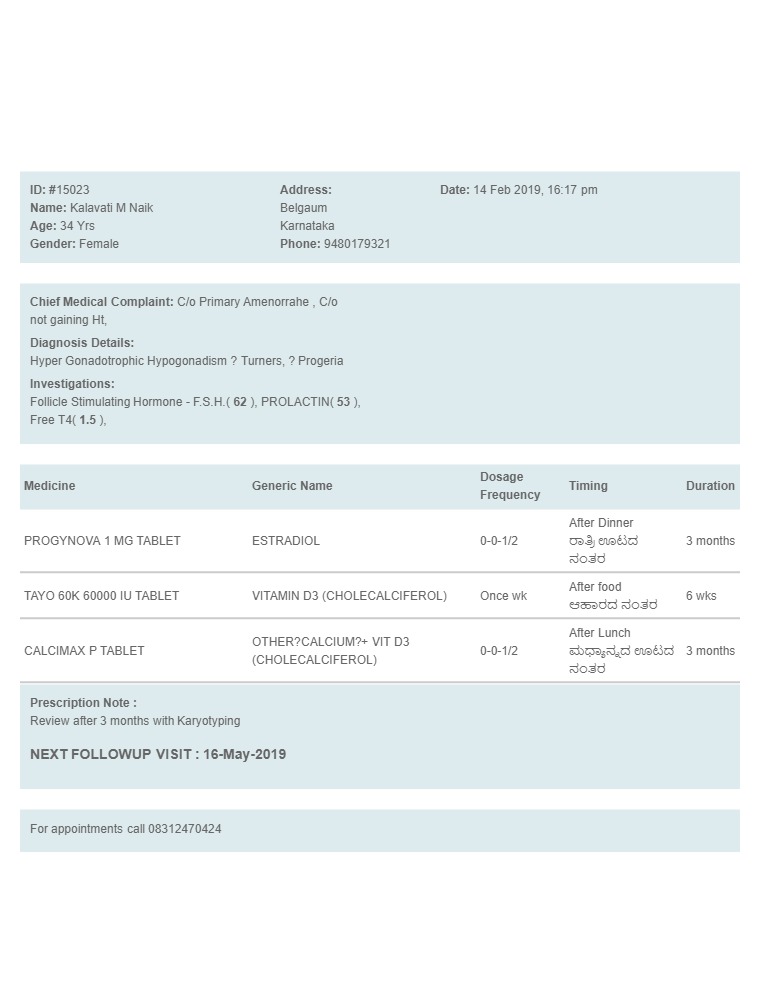 ID: #15023
Name: Kalavati M Naik
Age: 34 Yrs
Gender: Female
Address:
Belgaum
Karnataka
Phone: 9480179321
Date: 14 Feb 2019, 16:17 pm
Chief Medical Complaint: C/o Primary Amenorrahe , C/o
not gaining Ht,
Diagnosis Details:
Hyper Gonadotrophic Hypogonadism ? Turners, ? Progeria
Investigations:
Follicle Stimulating Hormone - F.S.H.( 62 ), PROLACTIN( 53 ),
Free T4( 1.5 ),
Medicine Generic Name Dosage Frequency Timing Duration
PROGYNOVA 1 MG TABLET ESTRADIOL 0-0-1/2 After Dinner 3 months
ರಾತ್ರಿ ಊಟದ
ನಂತರ
TAYO 60K 60000 IU TABLET VITAMIN D3 (CHOLECALCIFEROL) Once wk After food 6 wks
ಆಹಾರದ ನಂತರ
CALCIMAX P TABLET OTHER?CALCIUM?+ VIT D3 (CHOLECALCIFEROL) 0-0-1/2 After Lunch 3 months
ಮಧ್ಯಾನ್ನದ ಊಟದ
ನಂತರ
Prescription Note :
Review after 3 months with Karyotyping
NEXT FOLLOWUP VISIT : 16-May-2019
For appointments call 08312470424